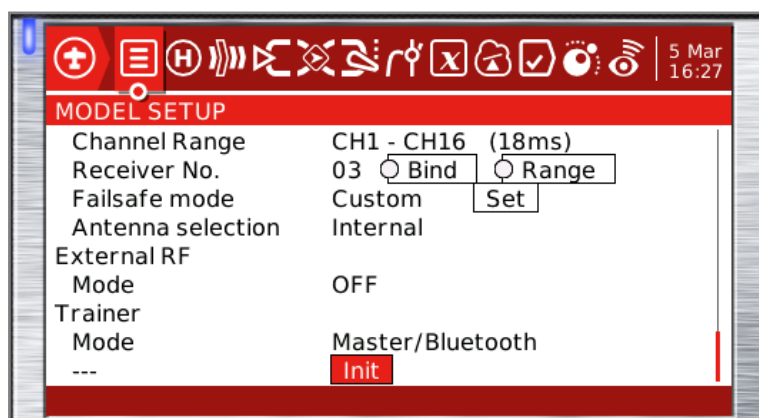 5 Mar
16:27
MODEL SETUP
Channel Range CH1 - CH16 (18ms)
Receiver No. 03 Bind Range
Failsafe mode Custom Set
Antenna selection Internal
External RF
Mode OFF
Trainer
Mode Master/Bluetooth
--- Init